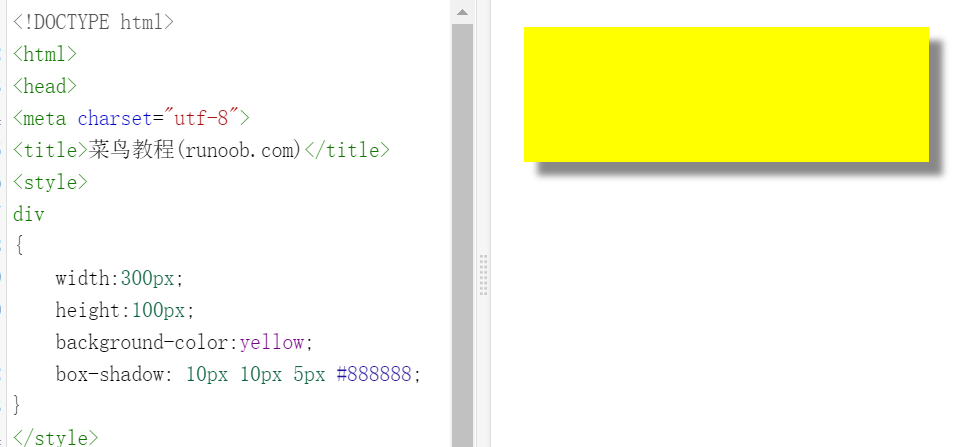 <!DOCTYPE html>
<html>
<head>
<meta charset="utf-8">
<title>菜鸟教程(runoob.com)</title>
<style>
div
{
    width:300px;
    height:100px;
    background-color:yellow;
    box-shadow: 10px 10px 5px #888888;
}
</style>